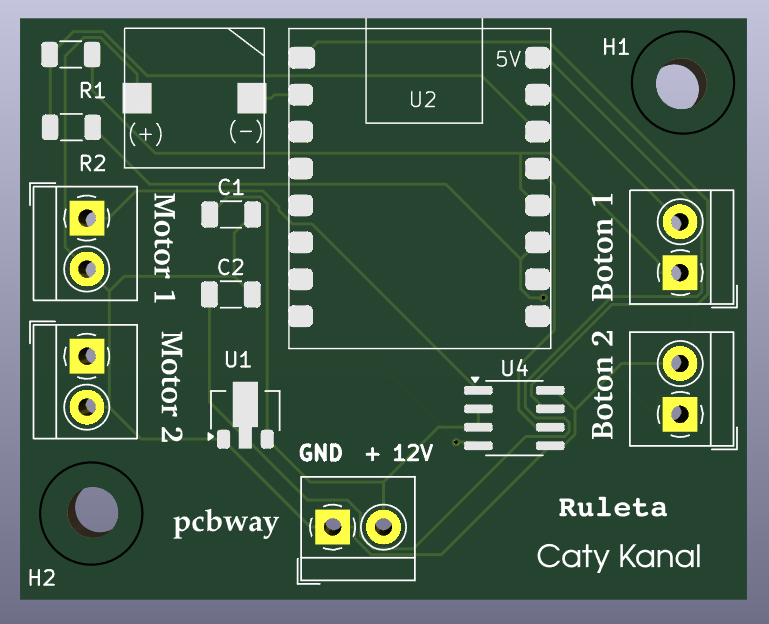 H1
5V
U2
R1
(+)
(-)
R2
C1
Motor 1
Boton 1
C2
Motor 2
Boton 2
U1
U4
GND + 12V
Ruleta
pcbway
Caty Kanal
H2